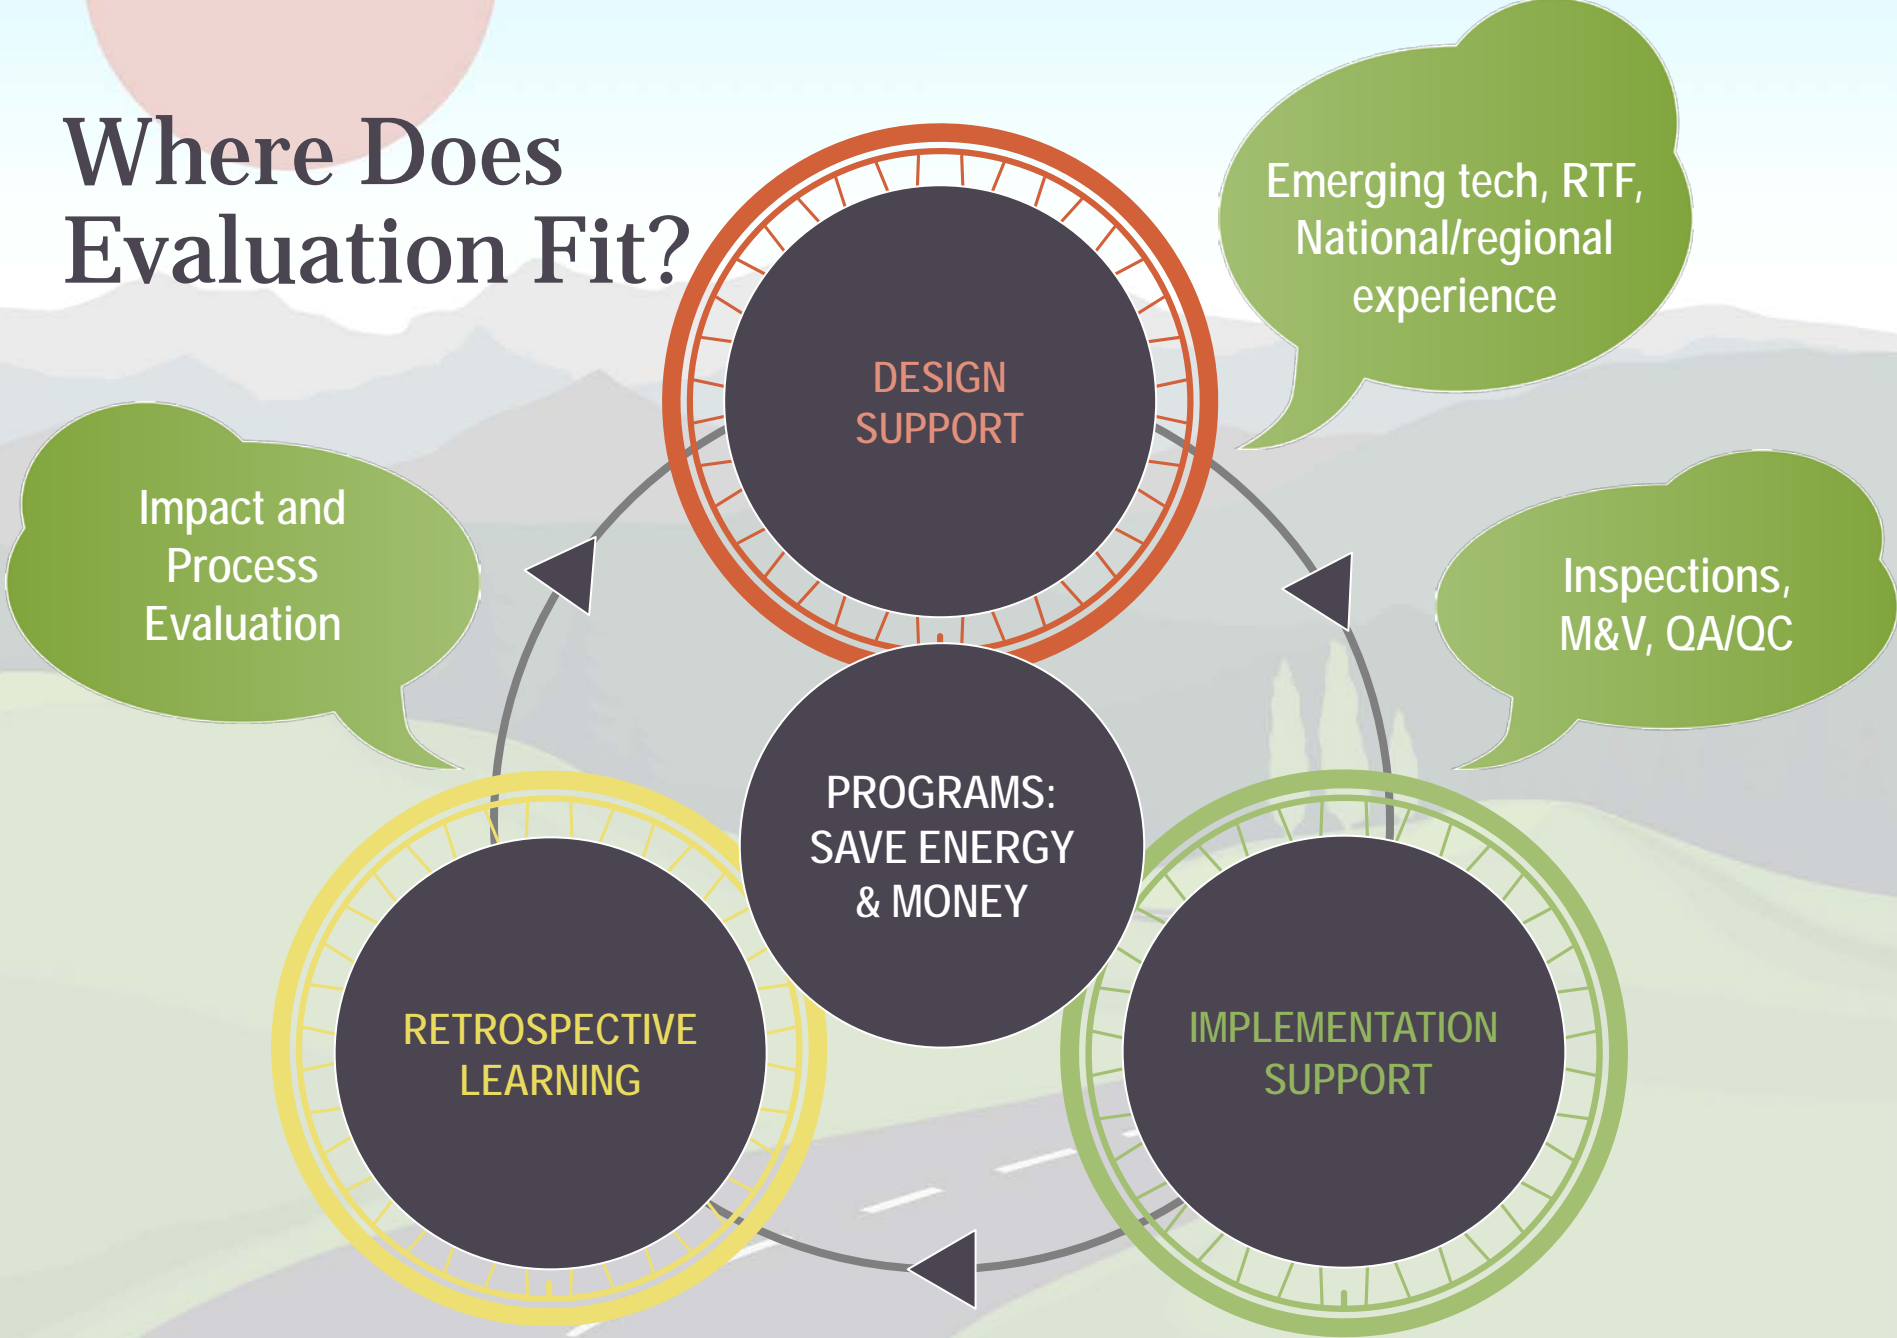 Where Does
Evaluation Fit?
Emerging tech, RTF,
National/regional
experience
DESIGN
SUPPORT
Impact and
Process
Evaluation
Inspections,
M&V, QA/QC
PROGRAMS:
SAVE ENERGY
& MONEY
RETROSPECTIVE
LEARNING
IMPLEMENTATION
SUPPORT